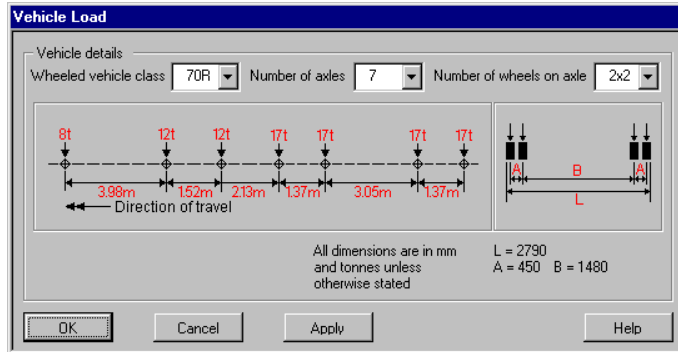 Vehicle Load
Vehicle details
Wheeled vehicle class 70R Number of axles 7 Number of wheels on axle 2x2
8t 12t 12t 17t 17t 17t 17t
3.98m 1.52m 2.13m 1.37m 3.05m 1.37m
Direction of travel
A B A
L
All dimensions are in mm
and tonnes unless
otherwise stated
L = 2790
A = 450 B = 1480
OK Cancel Apply Help